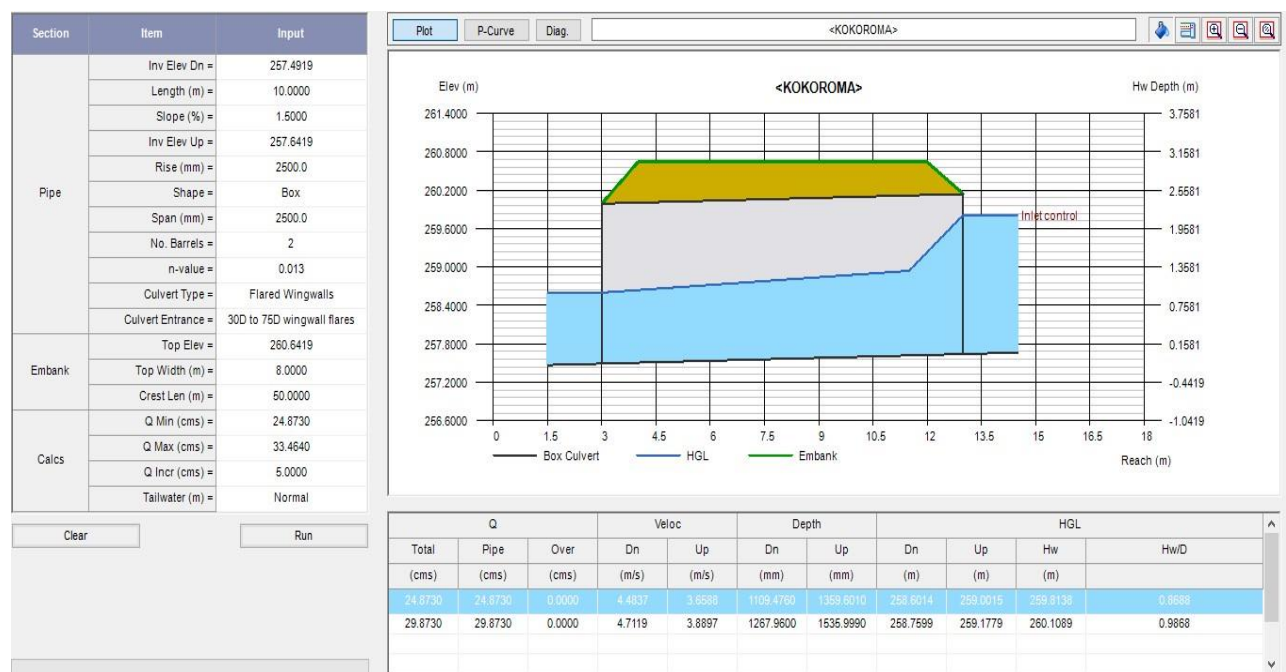 Section Item Input
Pipe
Inv Elev Dn = 257.4919
Length (m) = 10.0000
Slope (%) = 1.5000
Inv Elev Up = 257.6419
Rise (mm) = 2500.0
Shape = Box
Span (mm) = 2500.0
No. Barrels = 2
n-value = 0.013
Culvert Type = Flared Wingwalls
Culvert Entrance = 30D to 75D wingwall flares
Embank
Top Elev = 260.6419
Top Width (m) = 8.0000
Crest Len (m) = 50.0000
Calcs
Q Min (cms) = 24.8730
Q Max (cms) = 33.4640
Q Incr (cms) = 5.0000
Tailwater (m) = Normal
Clear Run
Plot P-Curve Diag. <KOKOROMA>
Elev (m) <KOKOROMA> Hw Depth (m)
261.4000 3.7581
260.8000 3.1581
260.2000 2.5581
259.6000 1.9581
259.0000 1.3581
258.4000 0.7581
257.8000 0.1581
257.2000 -0.4419
256.6000 -1.0419
Inlet control
0 1.5 3 4.5 6 7.5 9 10.5 12 13.5 15 16.5 18
Box Culvert HGL Embank
Reach (m)
Q Veloc Depth HGL
Total Pipe Over Dn Up Dn Up Dn Up Hw Hw/D
(cms) (cms) (cms) (m/s) (m/s) (mm) (mm) (m) (m) (m)
24.8730 24.8730 0.0000 4.4837 3.6588 1109.4760 1359.6010 258.6014 259.0015 259.8138 0.8688
29.8730 29.8730 0.0000 4.7119 3.8897 1267.9600 1535.9990 258.7599 259.1779 260.1089 0.9868